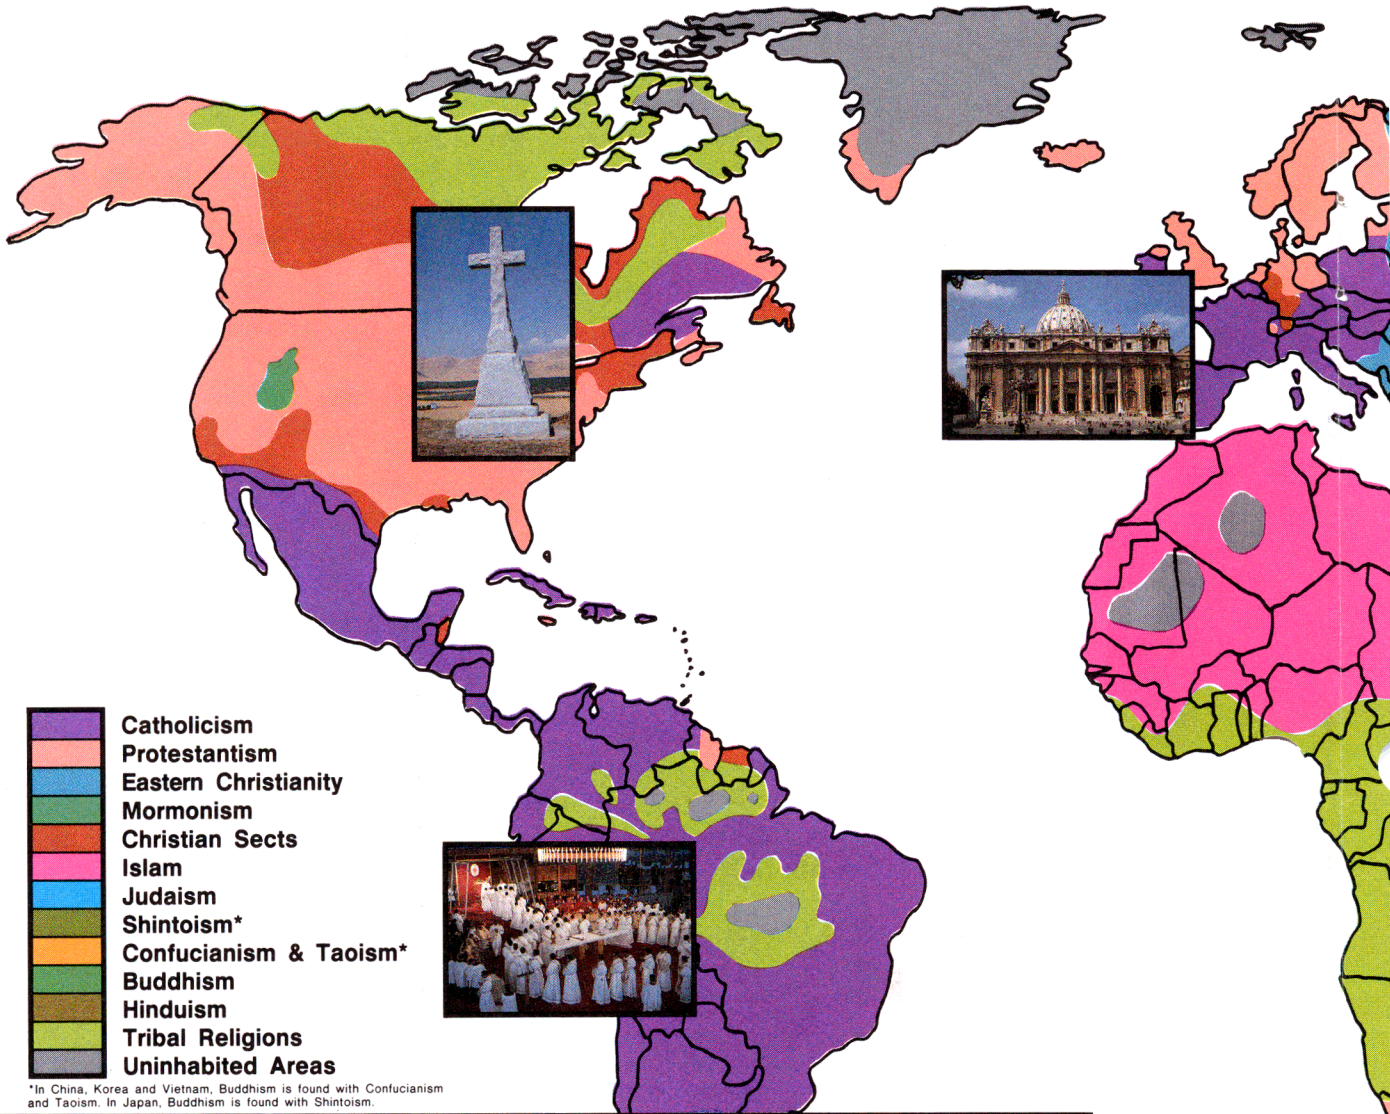 Catholicism
Protestantism
Eastern Christianity
Mormonism
Christian Sects
Islam
Judaism
Shintoism*
Confucianism & Taoism*
Buddhism
Hinduism
Tribal Religions
Uninhabited Areas
*In China, Korea and Vietnam, Buddhism is found with Confucianism
and Taoism. In Japan, Buddhism is found with Shintoism.